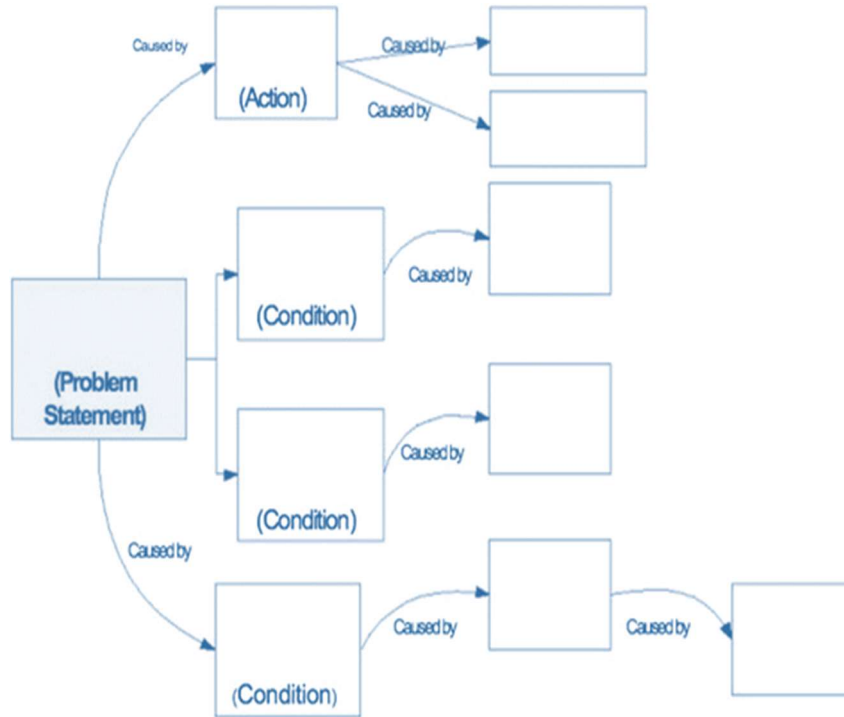 Caused by
(Action)
Caused by
Caused by
(Condition)
Caused by
(Problem
Statement)
(Condition)
Caused by
Caused by
(Condition)
Caused by
Caused by